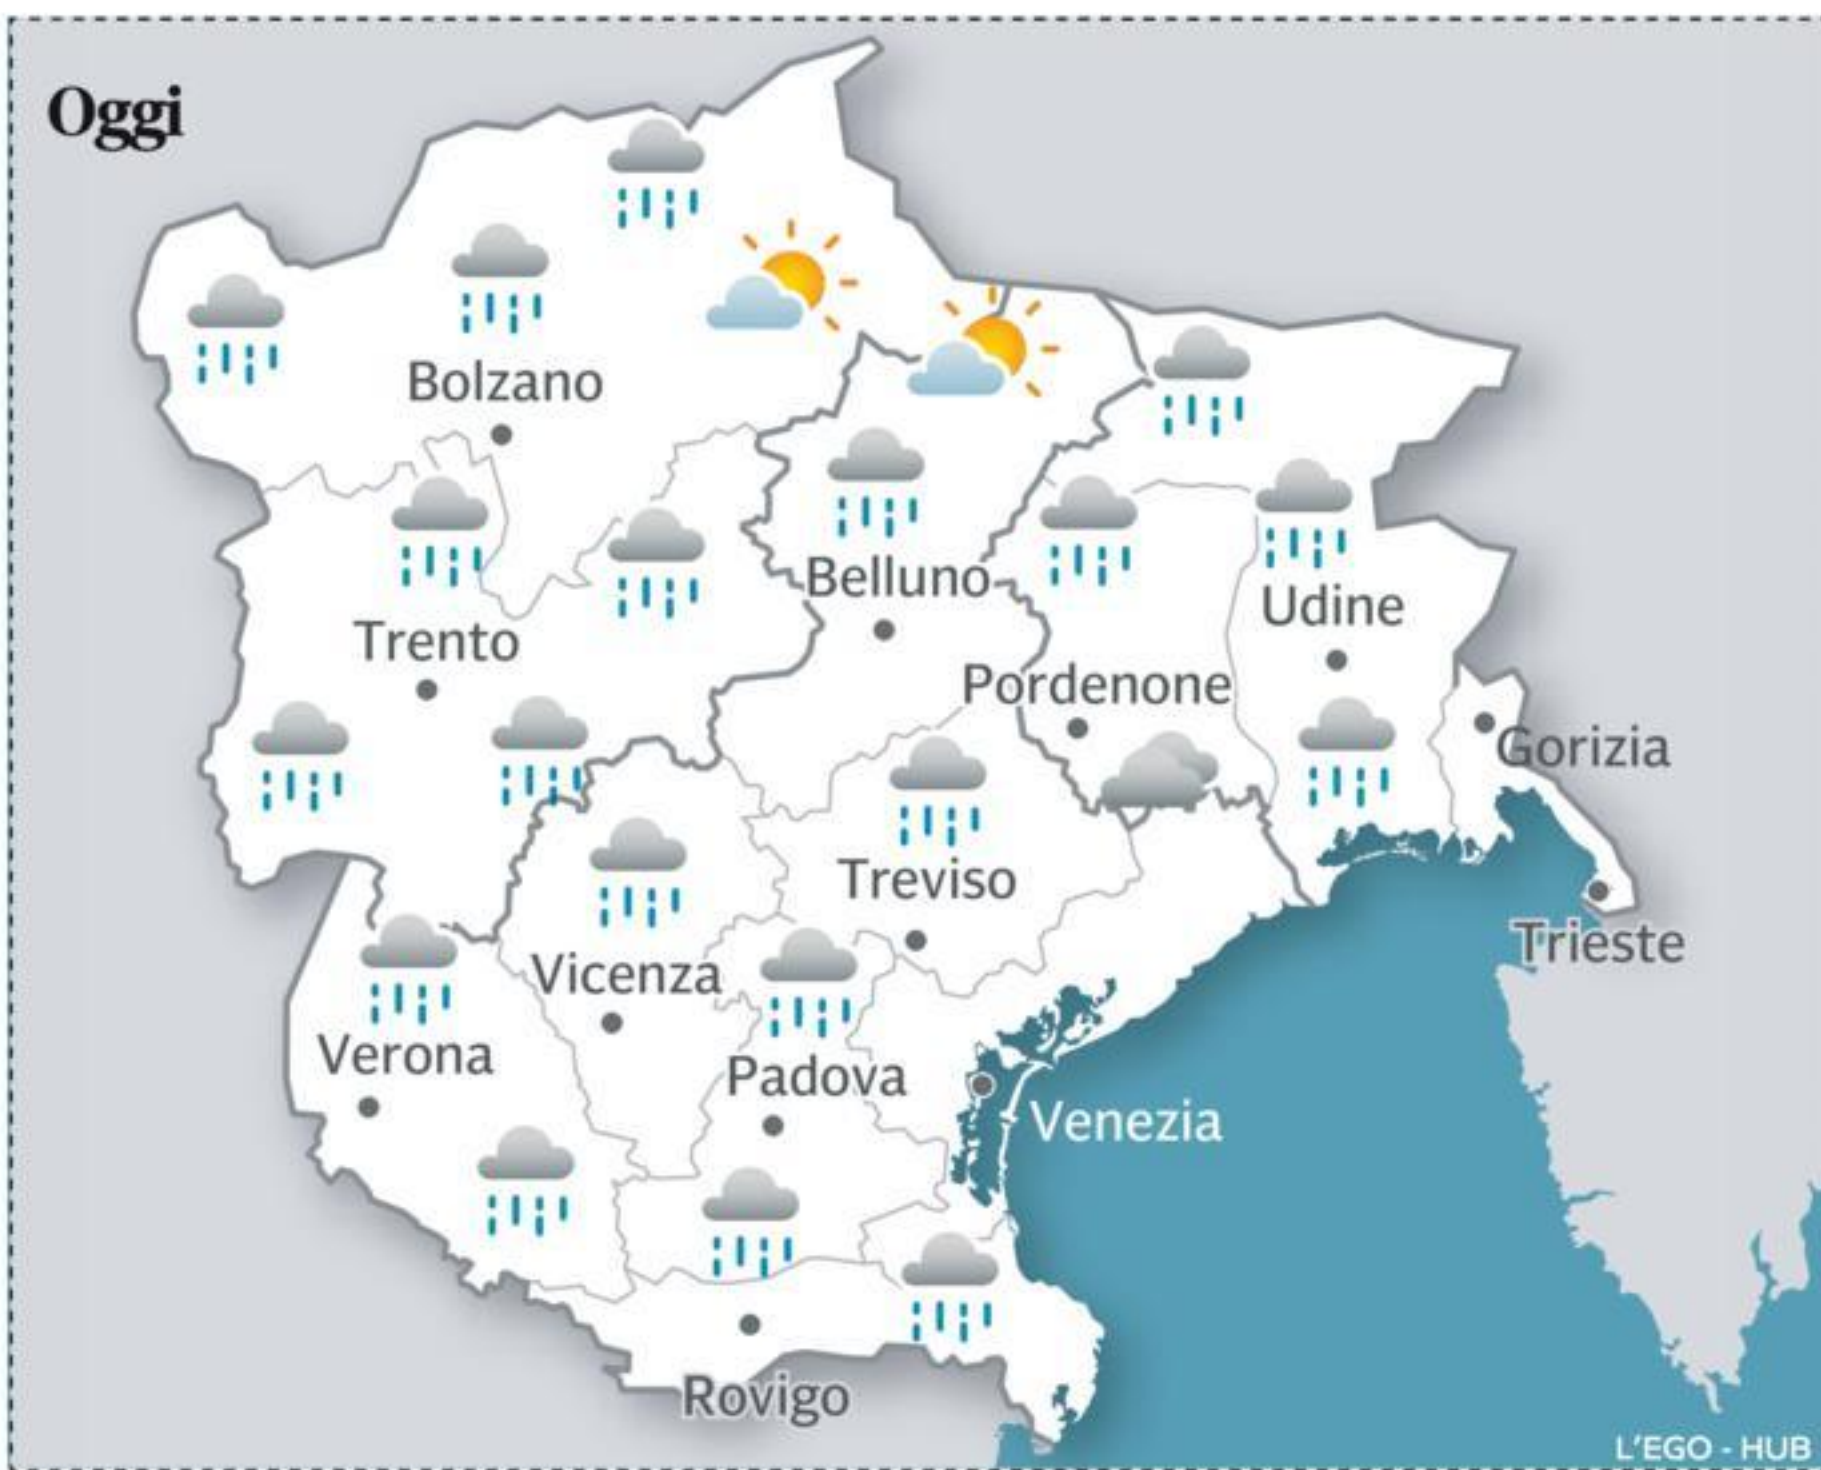 Oggi
Bolzano
Belluno
Udine
Trento
Pordenone
Gorizia
Treviso
Trieste
Vicenza
Verona
Padova
Venezia
Rovigo
L'EGO - HUB